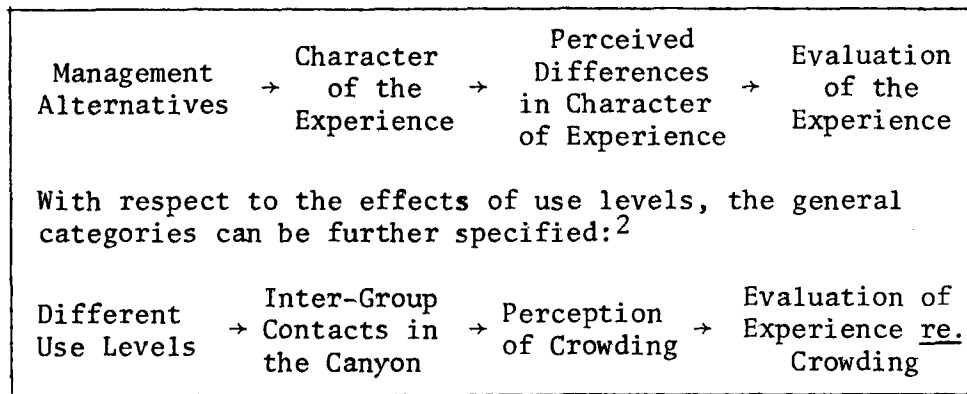 Management Alternatives → Character of the Experience → Perceived Differences in Character of Experience → Evaluation of the Experience
With respect to the effects of use levels, the general
categories can be further specified:2
Different Use Levels → Inter-Group Contacts in the Canyon → Perception of Crowding → Evaluation of Experience re. Crowding